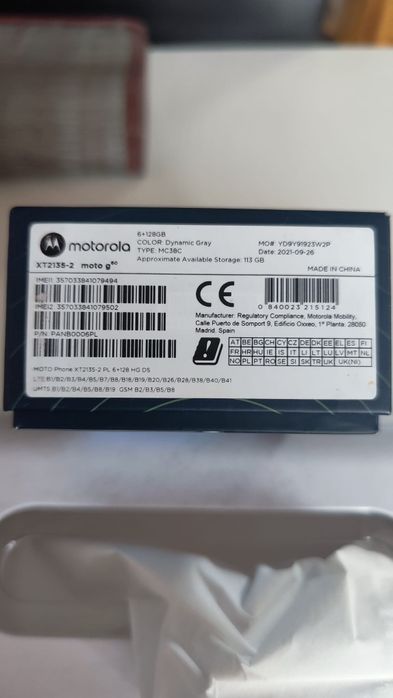 motorola
6+128GB
COLOR: Dynamic Gray
TYPE: MC38C
Approximate Available Storage: 113 GB
MO#: YD9Y91923W2P
Date: 2021-09-26
XT2135-2 moto g60
MADE IN CHINA
IMEI1 357033841079494
IMEI2 357033841079502
P/N: PANB0006PL
CE
0 840023 215124
Manufacturer: Regulatory Compliance, Motorola Mobility,
Calle Puerto de Somport 9, Edificio Oxxeo, 1ª Planta, 28050
Madrid. Spain
AT BE BG CH CY CZ DE DK EE EL ES FI
FR HR HU IE IS IT LI LT LU LV MT NL
NO PL PT RO SE SI SK TR UK UK(NI)
MOTO Phone XT2135-2 PL 6+128 HG DS
LTE B1/B2/B3/B4/B5/B7/B8/B18/B19/B20/B26/B28/B38/B40/B41
UMTS B1/B2/B4/B5/B8/B19 GSM B2/B3/B5/B8